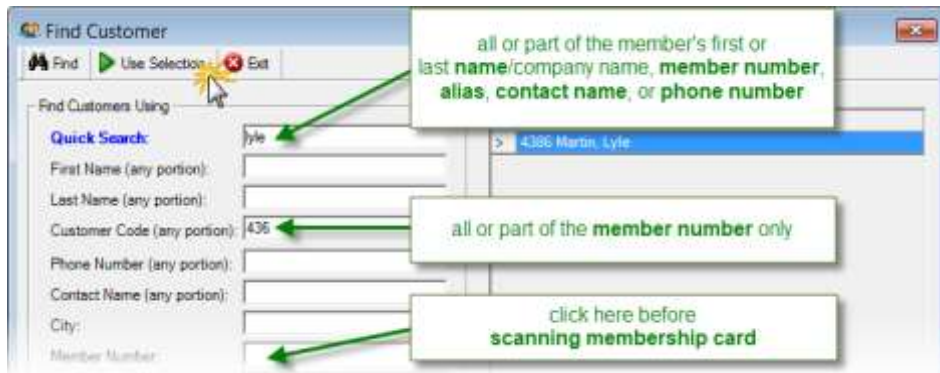 Find Customer
Find Use Selection Exit
all or part of the member's first or
last name/company name, member number,
alias, contact name, or phone number
Find Customers Using
Quick Search: lyle
> 4386 Martin, Lyle
First Name (any portion):
Last Name (any portion):
Customer Code (any portion): 436
all or part of the member number only
Phone Number (any portion):
Contact Name (any portion):
City:
click here before
scanning membership card
Member Number: